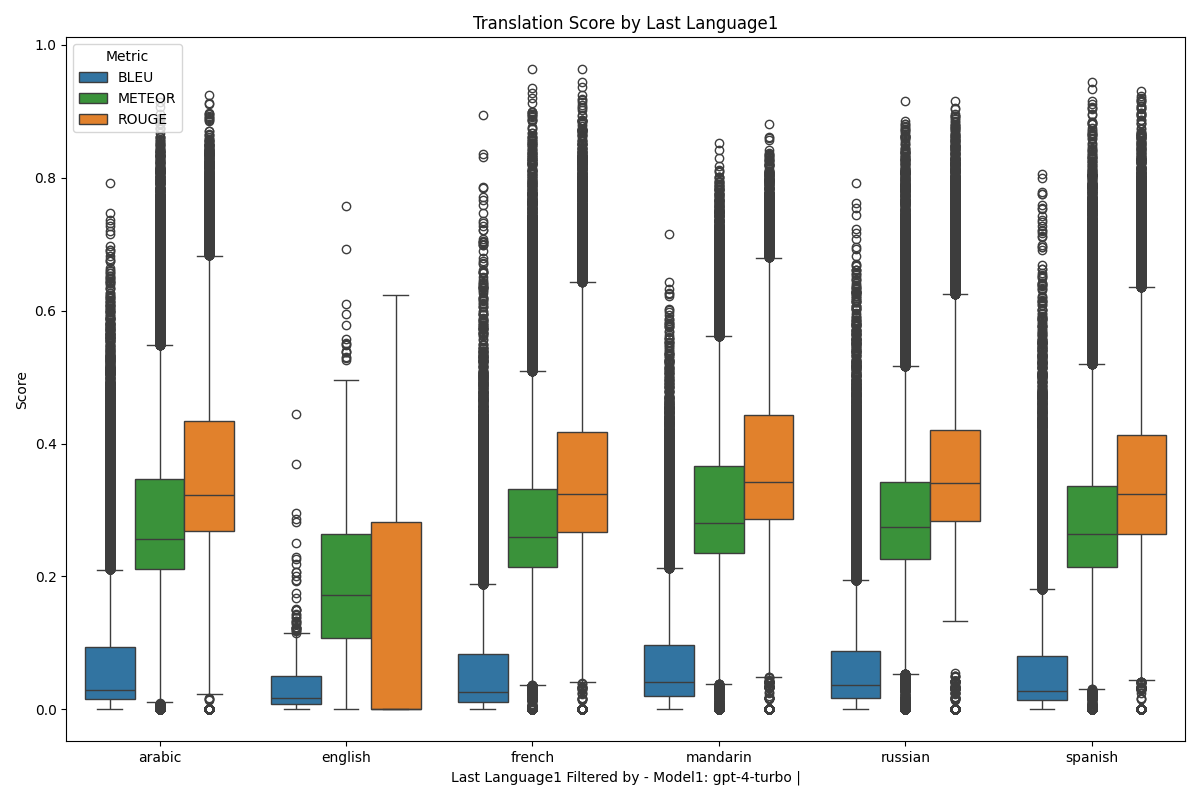 Translation Score by Last Language1
Metric
BLEU
METEOR
ROUGE
Score
1.0
0.8
0.6
0.4
0.2
0.0
arabic english french mandarin russian spanish
Last Language1 Filtered by - Model1: gpt-4-turbo |